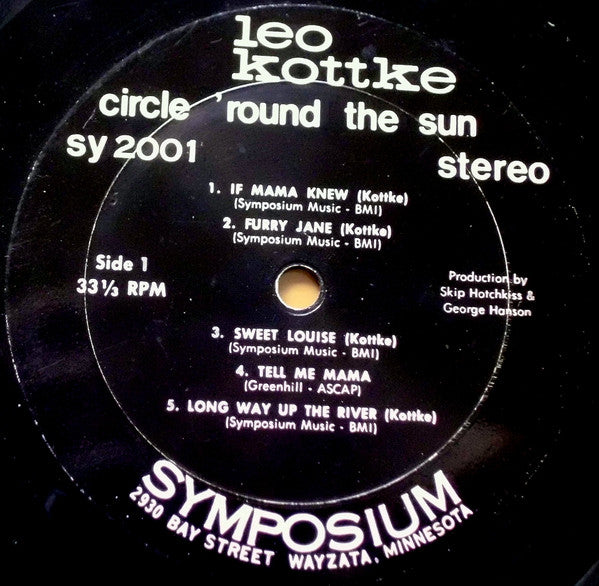 leo
kottke
circle 'round the sun
sy 2001
stereo
1. IF MAMA KNEW (Kottke)
(Symposium Music - BMI)
2. FURRY JANE (Kottke)
(Symposium Music - BMI)
Side 1
33⅓ RPM
Production by
Skip Hotchkiss &
George Hanson
3. SWEET LOUISE (Kottke)
(Symposium Music - BMI)
4. TELL ME MAMA
(Greenhill - ASCAP)
5. LONG WAY UP THE RIVER (Kottke)
(Symposium Music - BMI)
SYMPOSIUM
2930 BAY STREET WAYZATA, MINNESOTA